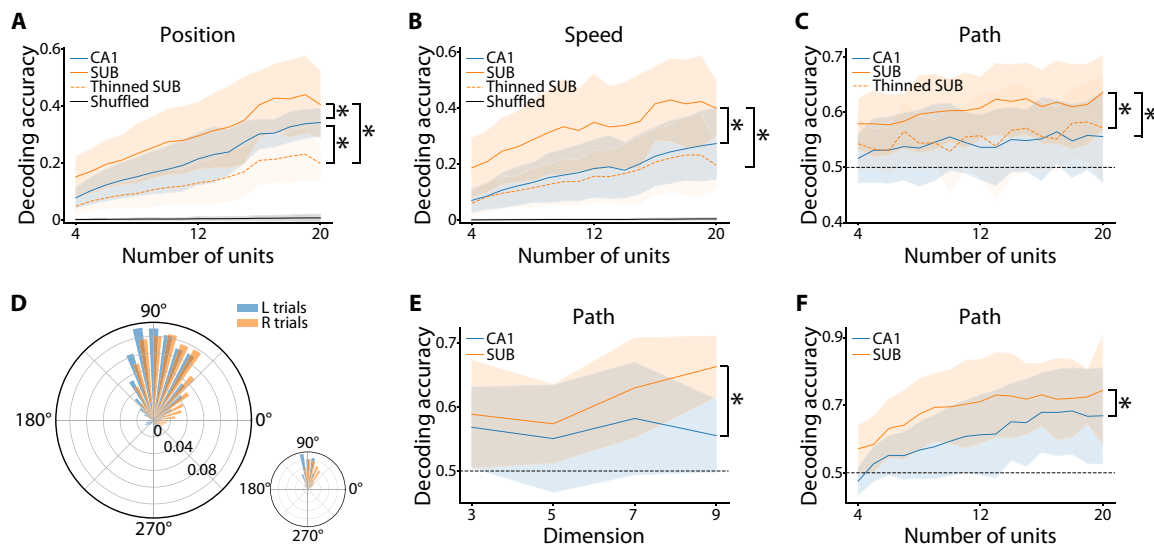 A
Position
Decoding accuracy
0.6
0.4
0.2
0
CA1
SUB
Thinned SUB
Shuffled
*
*
*
4
12
20
Number of units
B
Speed
Decoding accuracy
0.6
0.4
0.2
0
CA1
SUB
Thinned SUB
Shuffled
*
*
4
12
20
Number of units
C
Path
Decoding accuracy
0.7
0.6
0.5
0.4
CA1
SUB
Thinned SUB
*
*
4
12
20
Number of units
D
L trials
R trials
90°
180°
0°
270°
0
0.04
0.08
90°
180°
0°
270°
E
Path
Decoding accuracy
0.7
0.6
0.5
CA1
SUB
*
3
5
7
9
Dimension
F
Path
Decoding accuracy
0.9
0.7
0.5
CA1
SUB
*
4
12
20
Number of units